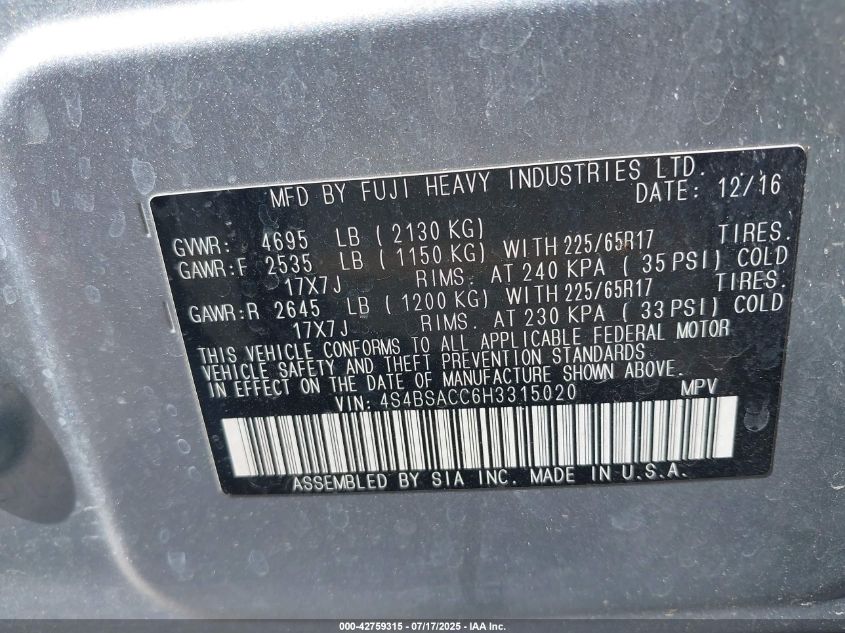 MFD BY FUJI HEAVY INDUSTRIES LTD.
DATE: 12/16
GVWR: 4695 LB ( 2130 KG)
GAWR:F 2535 LB ( 1150 KG) WITH 225/65R17 TIRES.
17X7J RIMS. AT 240 KPA ( 35 PSI) COLD
GAWR:R 2645 LB ( 1200 KG) WITH 225/65R17 TIRES.
17X7J RIMS. AT 230 KPA ( 33 PSI) COLD
THIS VEHICLE CONFORMS TO ALL APPLICABLE FEDERAL MOTOR
VEHICLE SAFETY AND THEFT PREVENTION STANDARDS
IN EFFECT ON THE DATE OF MANUFACTURE SHOWN ABOVE.
VIN: 4S4BSACC6H3315020 MPV
ASSEMBLED BY SIA INC. MADE IN U.S.A.
000-42759315 - 07/17/2025 - IAA Inc.